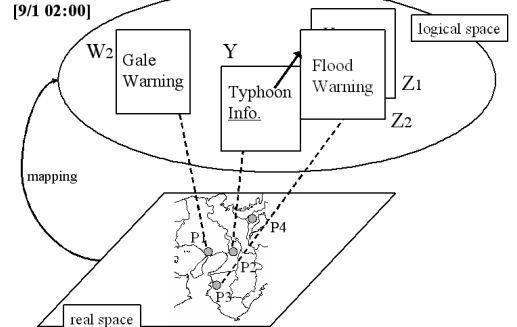 [9/1 02:00]
logical space
W2
Gale
Warning
Y
Typhoon
Info.
Flood
Warning
Z1
Z2
mapping
P1
P4
P2
P3
real space